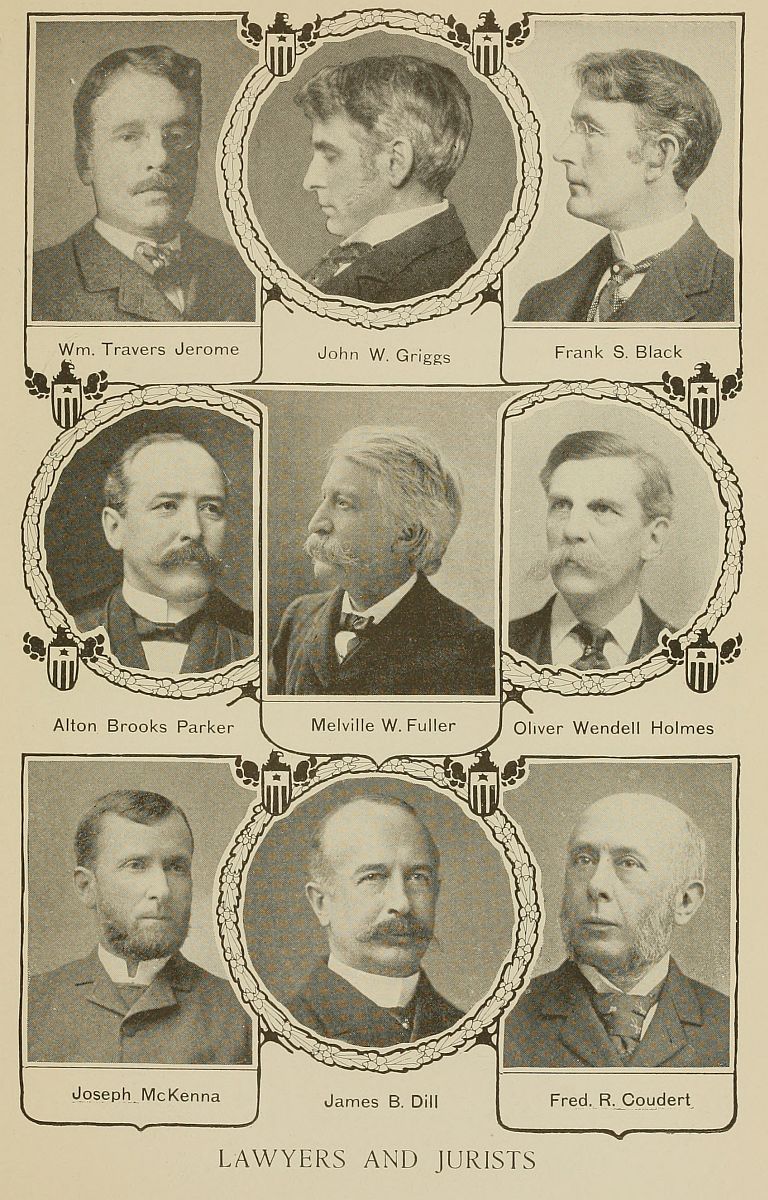 Wm. Travers Jerome
John W. Griggs
Frank S. Black
Alton Brooks Parker
Melville W. Fuller
Oliver Wendell Holmes
Joseph McKenna
James B. Dill
Fred. R. Coudert
LAWYERS AND JURISTS